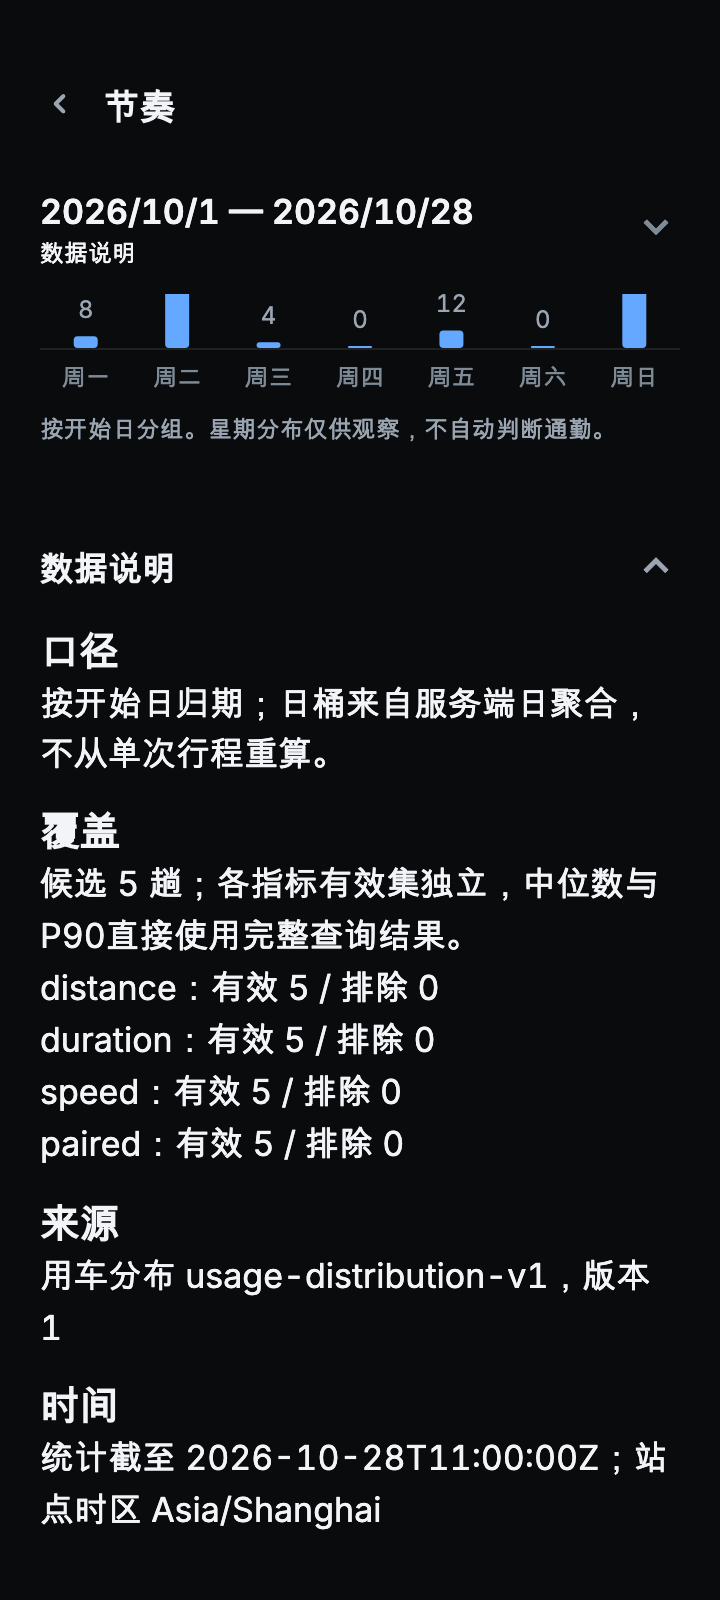 节奏
2026/10/1 — 2026/10/28
数据说明
8 4 0 12 0
周一 周二 周三 周四 周五 周六 周日
按开始日分组。星期分布仅供观察，不自动判断通勤。
数据说明
口径
按开始日归期；日桶来自服务端日聚合，
不从单次行程重算。
覆盖
候选 5 趟；各指标有效集独立，中位数与
P90直接使用完整查询结果。
distance：有效 5 / 排除 0
duration：有效 5 / 排除 0
speed：有效 5 / 排除 0
paired：有效 5 / 排除 0
来源
用车分布 usage-distribution-v1，版本
1
时间
统计截至 2026-10-28T11:00:00Z；站
点时区 Asia/Shanghai